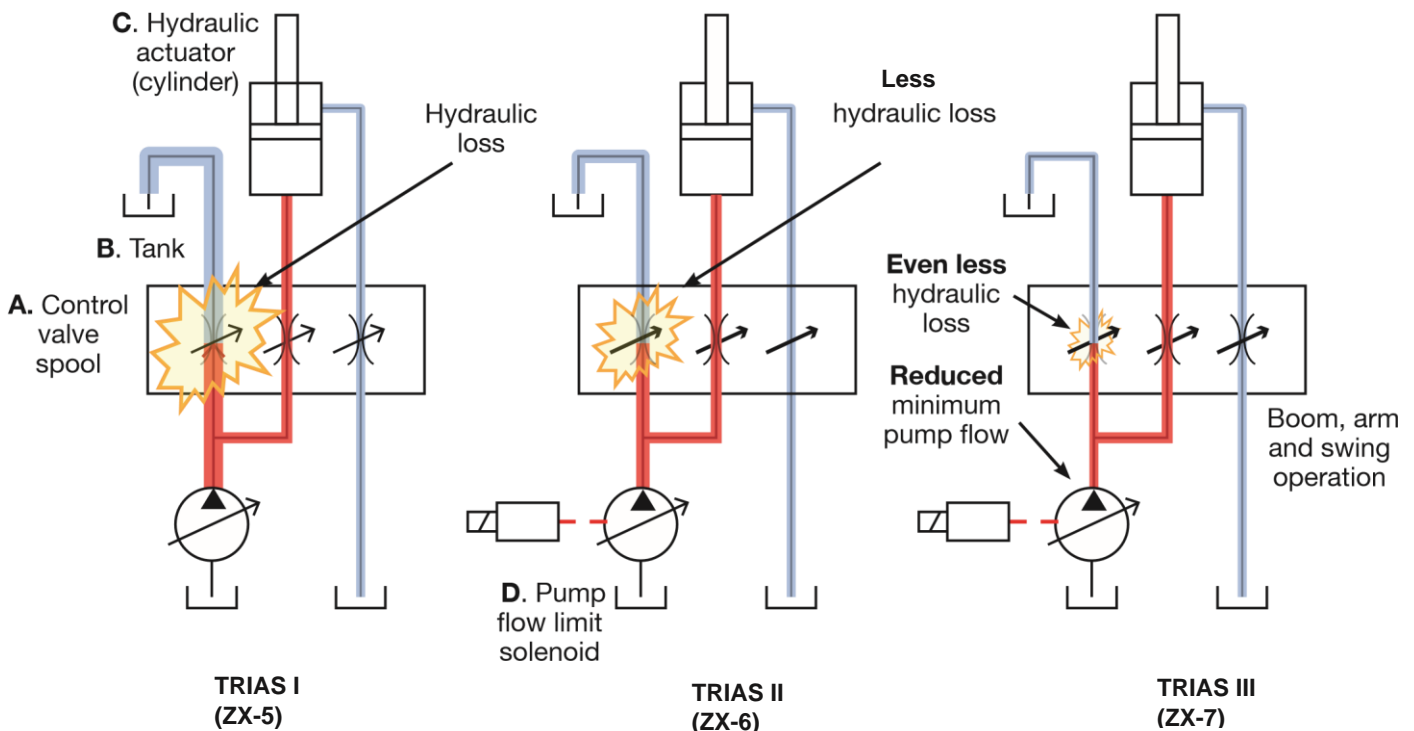 C. Hydraulic
actuator
(cylinder)
Hydraulic
loss
B. Tank
A. Control
valve
spool
TRIAS I
(ZX-5)
Less
hydraulic loss
D. Pump
flow limit
solenoid
TRIAS II
(ZX-6)
Even less
hydraulic
loss
Reduced
minimum
pump flow
Boom, arm
and swing
operation
TRIAS III
(ZX-7)